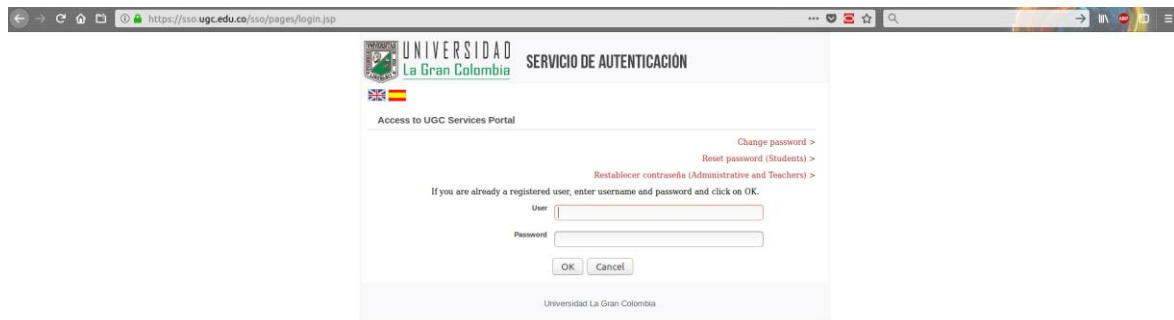 https://sso.ugc.edu.co/sso/pages/login.jsp
UNIVERSIDAD
La Gran Colombia
SERVICIO DE AUTENTICACIÓN
Access to UGC Services Portal
Change password >
Reset password (Students) >
Restablecer contraseña (Administrative and Teachers) >
If you are already a registered user, enter username and password and click on OK.
User
Password
OK Cancel
Universidad La Gran Colombia